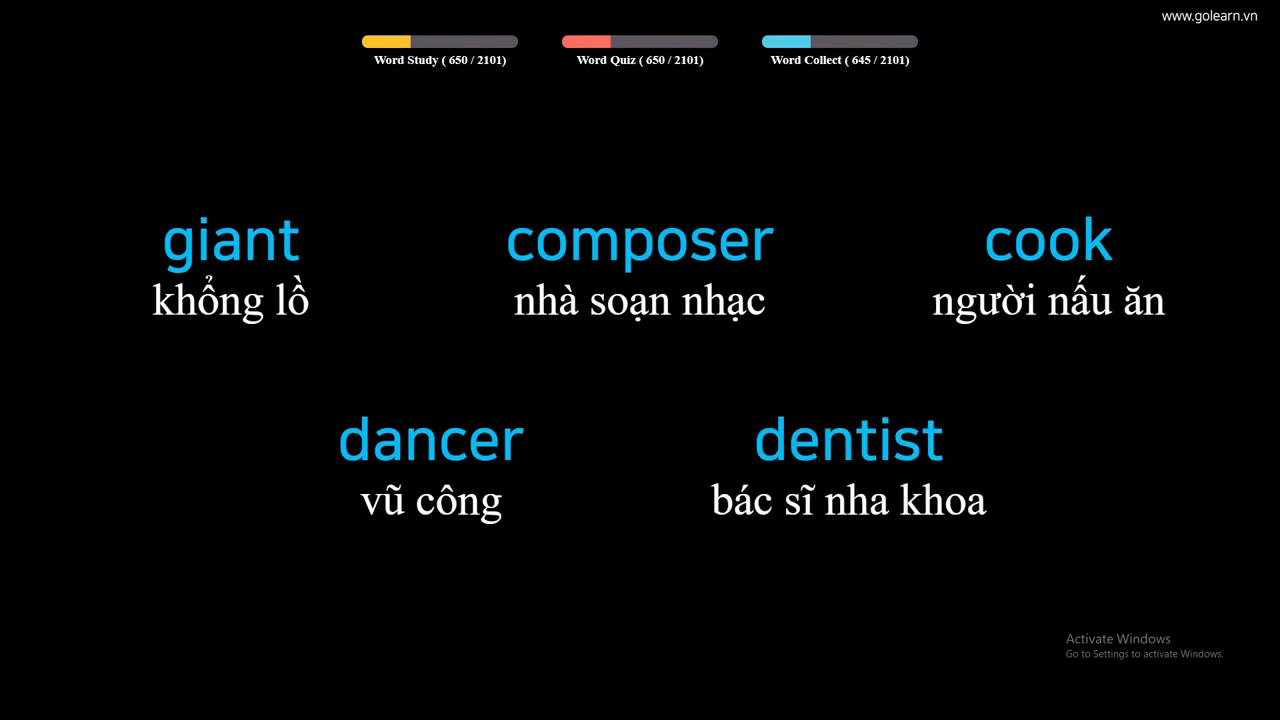 www.golearn.vn
Word Study ( 650 / 2101)
Word Quiz ( 650 / 2101)
Word Collect ( 645 / 2101)
giant
khổng lồ
composer
nhà soạn nhạc
cook
người nấu ăn
dancer
vũ công
dentist
bác sĩ nha khoa
Activate Windows
Go to Settings to activate Windows.